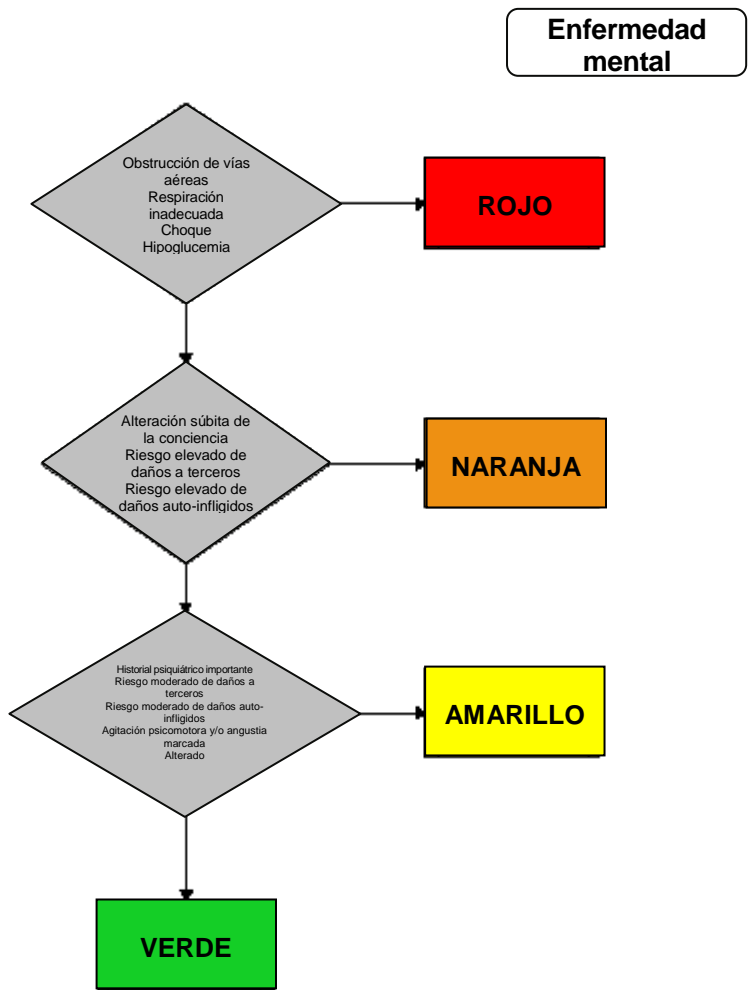 Enfermedad
mental
Obstrucción de vías
aéreas
Respiración
inadecuada
Choque
Hipoglucemia
ROJO
Alteración súbita de
la conciencia
Riesgo elevado de
daños a terceros
Riesgo elevado de
daños auto-infligidos
NARANJA
Historial psiquiátrico importante
Riesgo moderado de daños a
terceros
Riesgo moderado de daños auto-
infligidos
Agitación psicomotora y/o angustia
marcada
Alterado
AMARILLO
VERDE